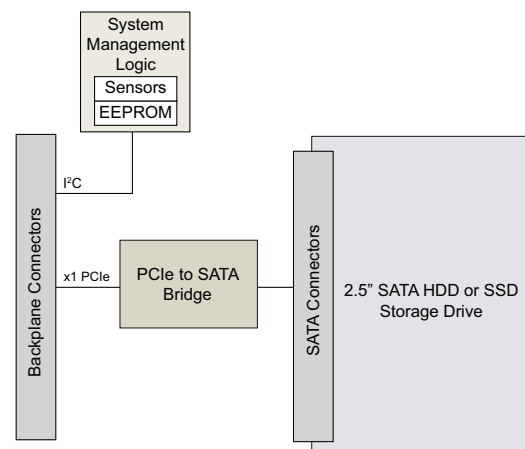 System
Management
Logic
Sensors
EEPROM
I²C
x1 PCIe
Backplane Connectors
PCIe to SATA
Bridge
SATA Connectors
2.5” SATA HDD or SSD
Storage Drive